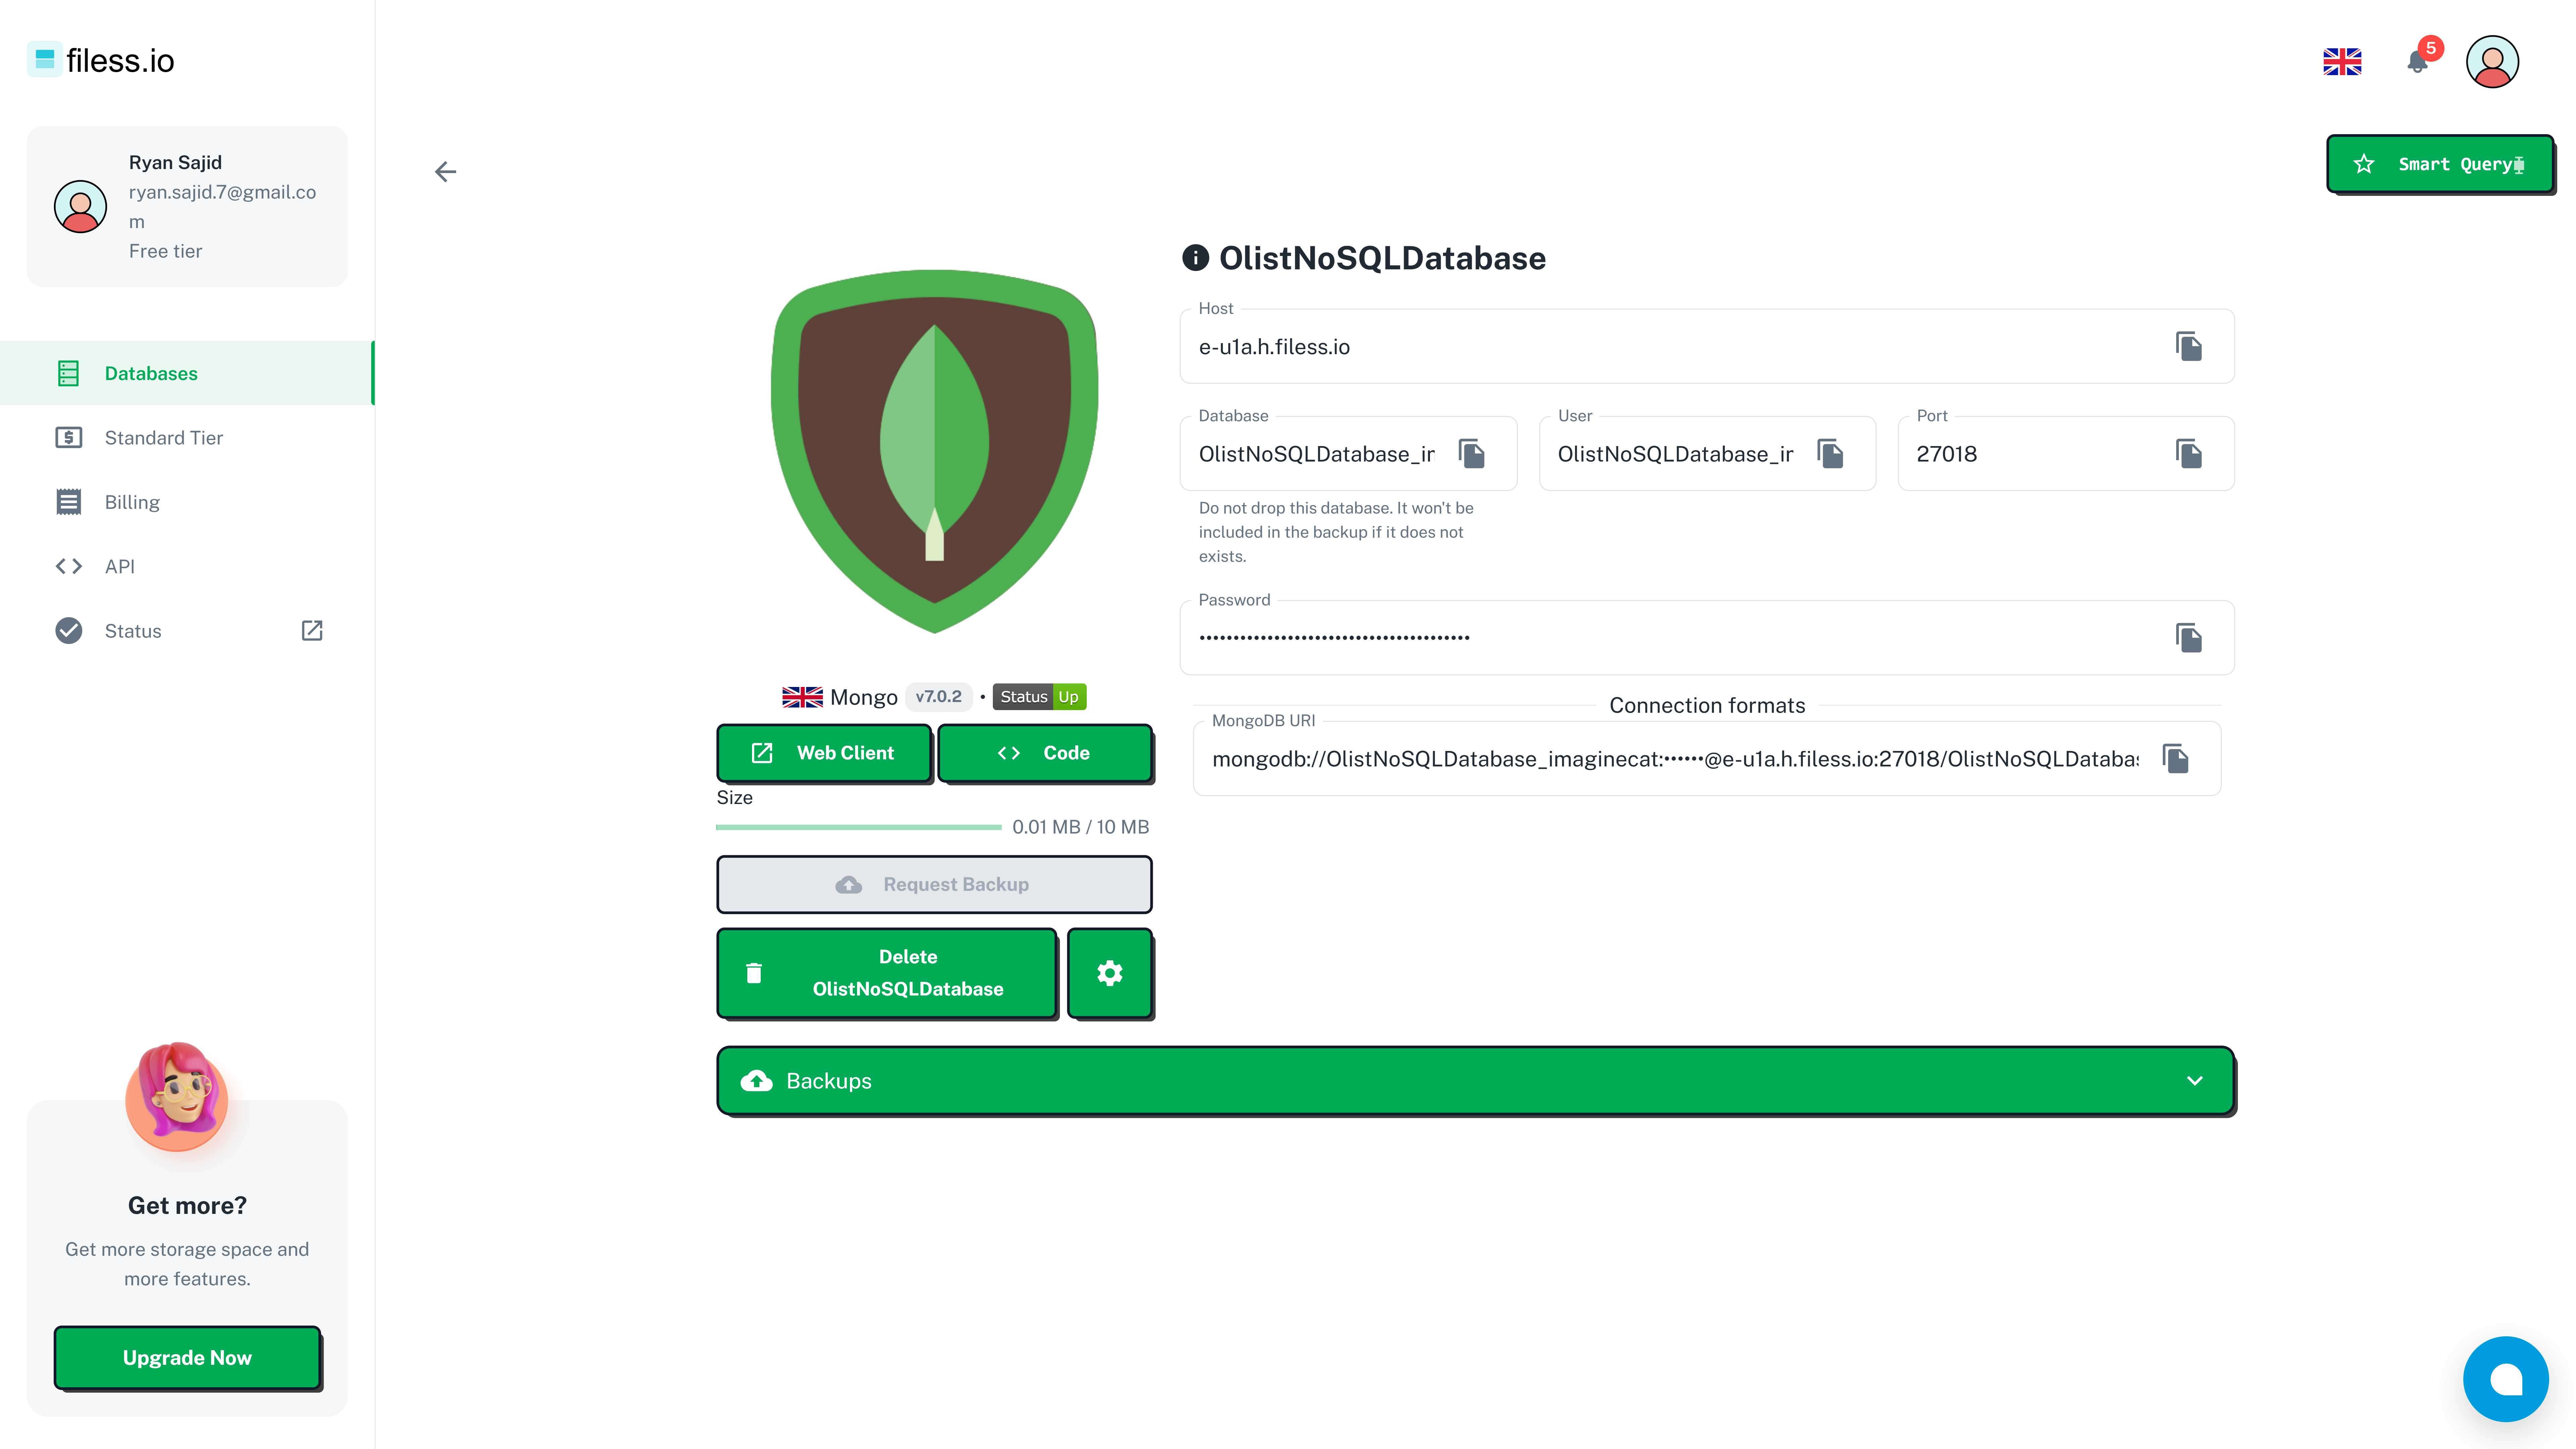 filess.io
5
Ryan Sajid
ryan.sajid.7@gmail.co
m
Free tier
Databases
Standard Tier
Billing
API
Status
Get more?
Get more storage space and
more features.
Upgrade Now
Smart Query
OlistNoSQLDatabase
Host
e-u1a.h.filess.io
Database
OlistNoSQLDatabase_ir
User
OlistNoSQLDatabase_ir
Port
27018
Do not drop this database. It won't be
included in the backup if it does not
exists.
Password
••••••••••••••••••••••••••••••••••••••••
Connection formats
MongoDB URI
mongodb://OlistNoSQLDatabase_imaginecat:••••••@e-u1a.h.filess.io:27018/OlistNoSQLDataba
Mongo v7.0.2 • Status Up
Web Client
Code
Size
0.01 MB / 10 MB
Request Backup
Delete
OlistNoSQLDatabase
Backups